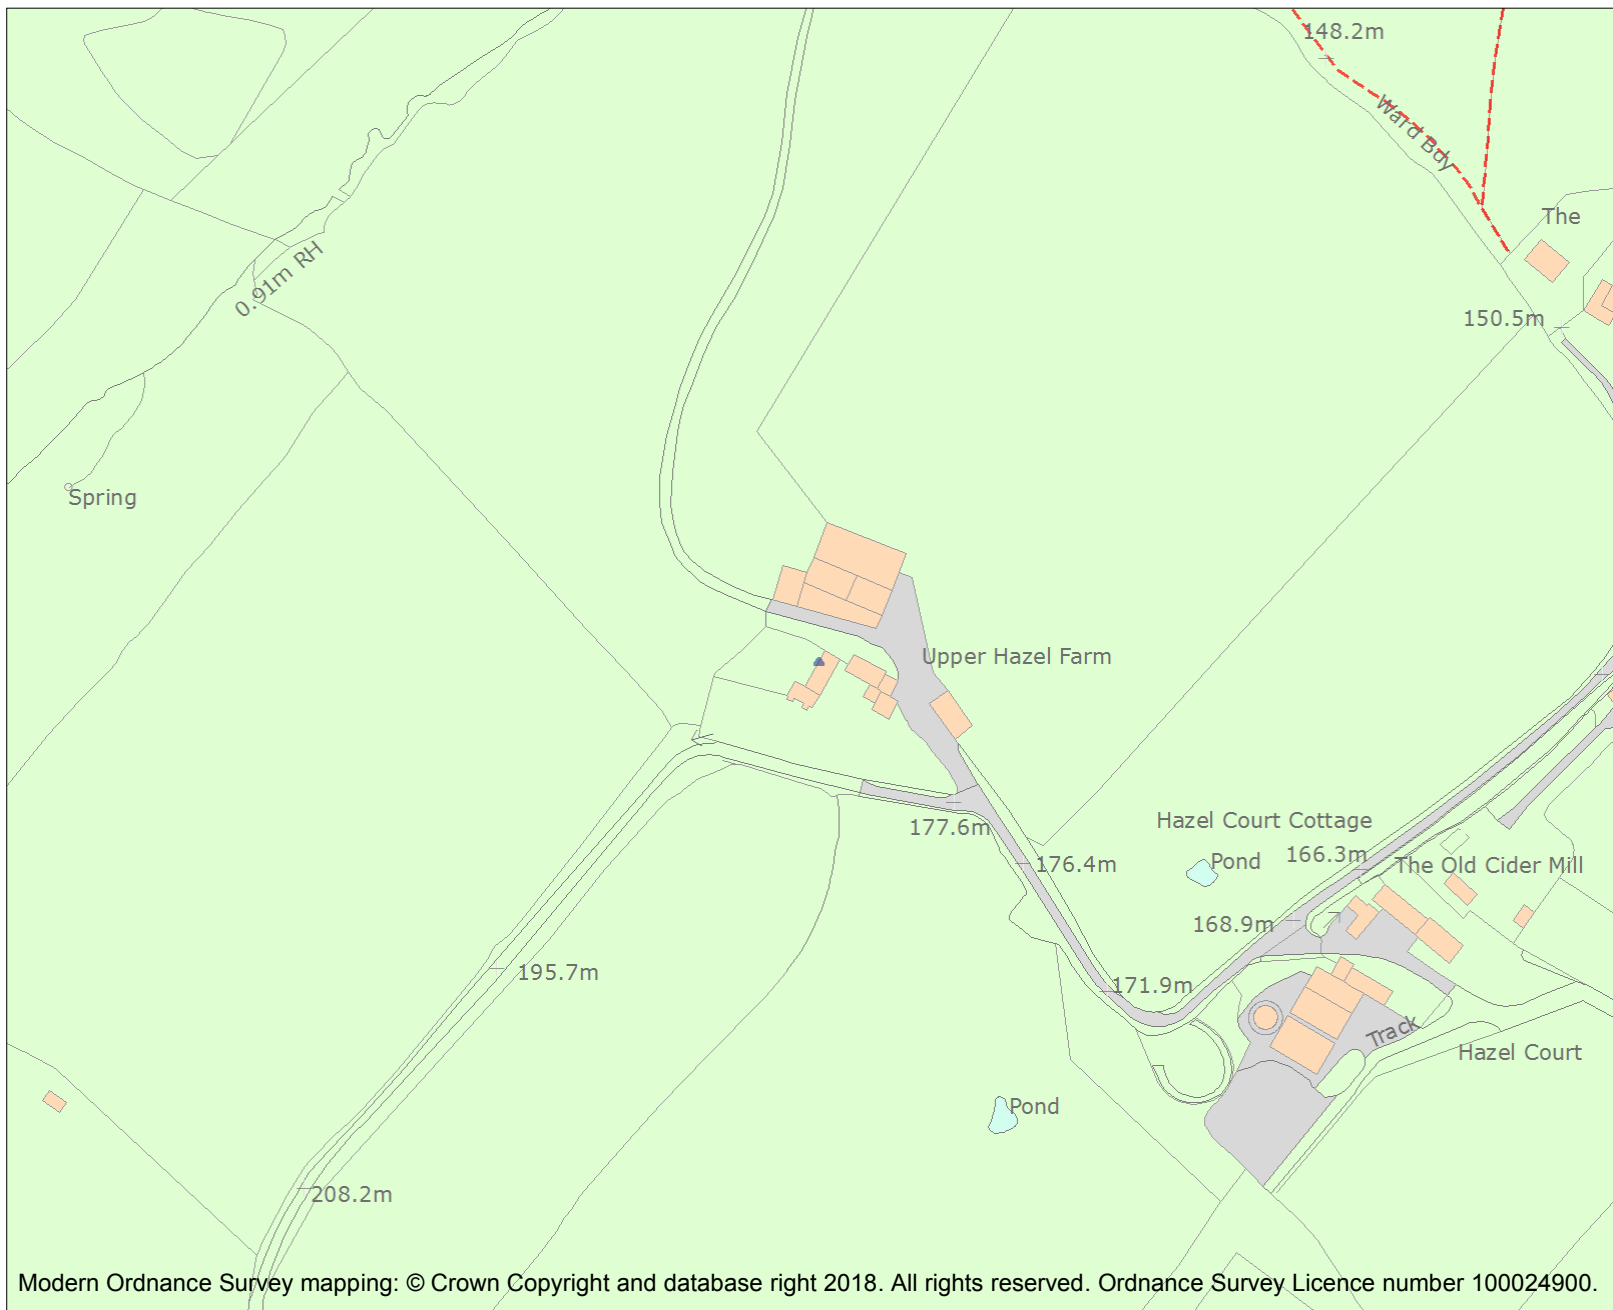 148.2m
Ward Bdy
The
0.91m RH
150.5m
Spring
Upper Hazel Farm
177.6m
Hazel Court Cottage
176.4m
Pond
166.3m
The Old Cider Mill
168.9m
195.7m
171.9m
Track
Hazel Court
Pond
208.2m
Modern Ordnance Survey mapping: © Crown Copyright and database right 2018. All rights reserved. Ordnance Survey Licence number 100024900.